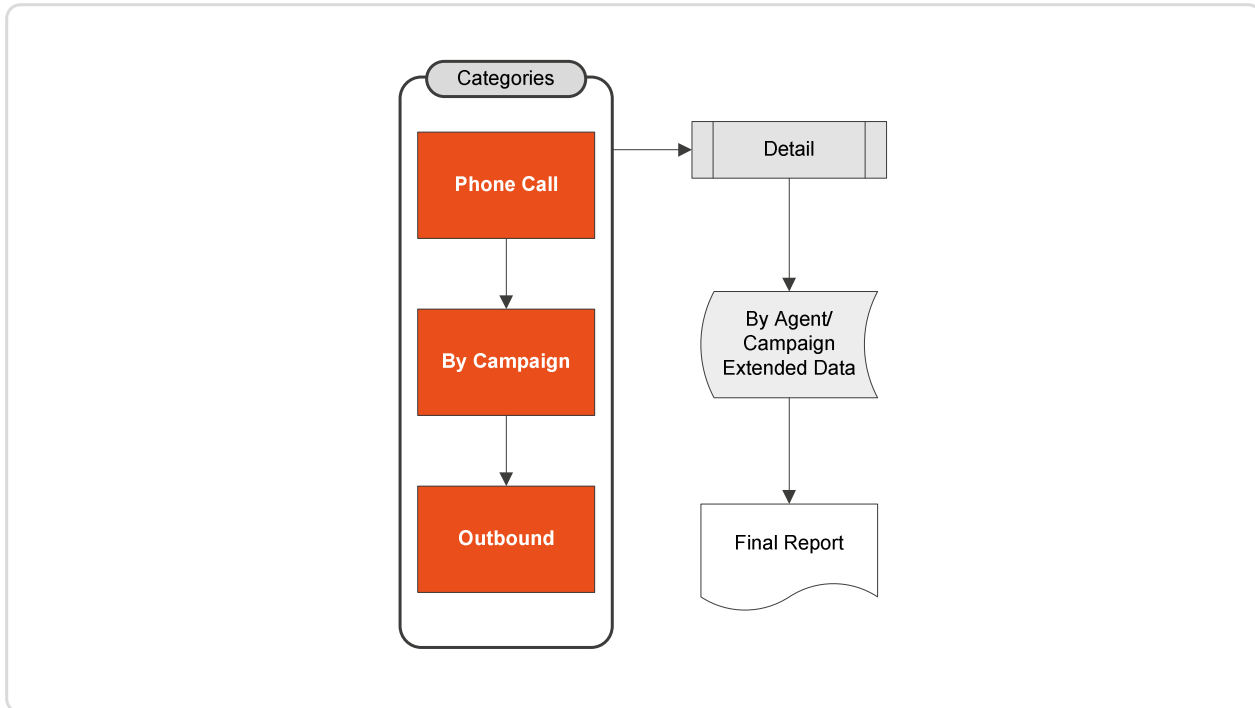 Categories
Phone Call
By Campaign
Outbound
Detail
By Agent/
Campaign
Extended Data
Final Report